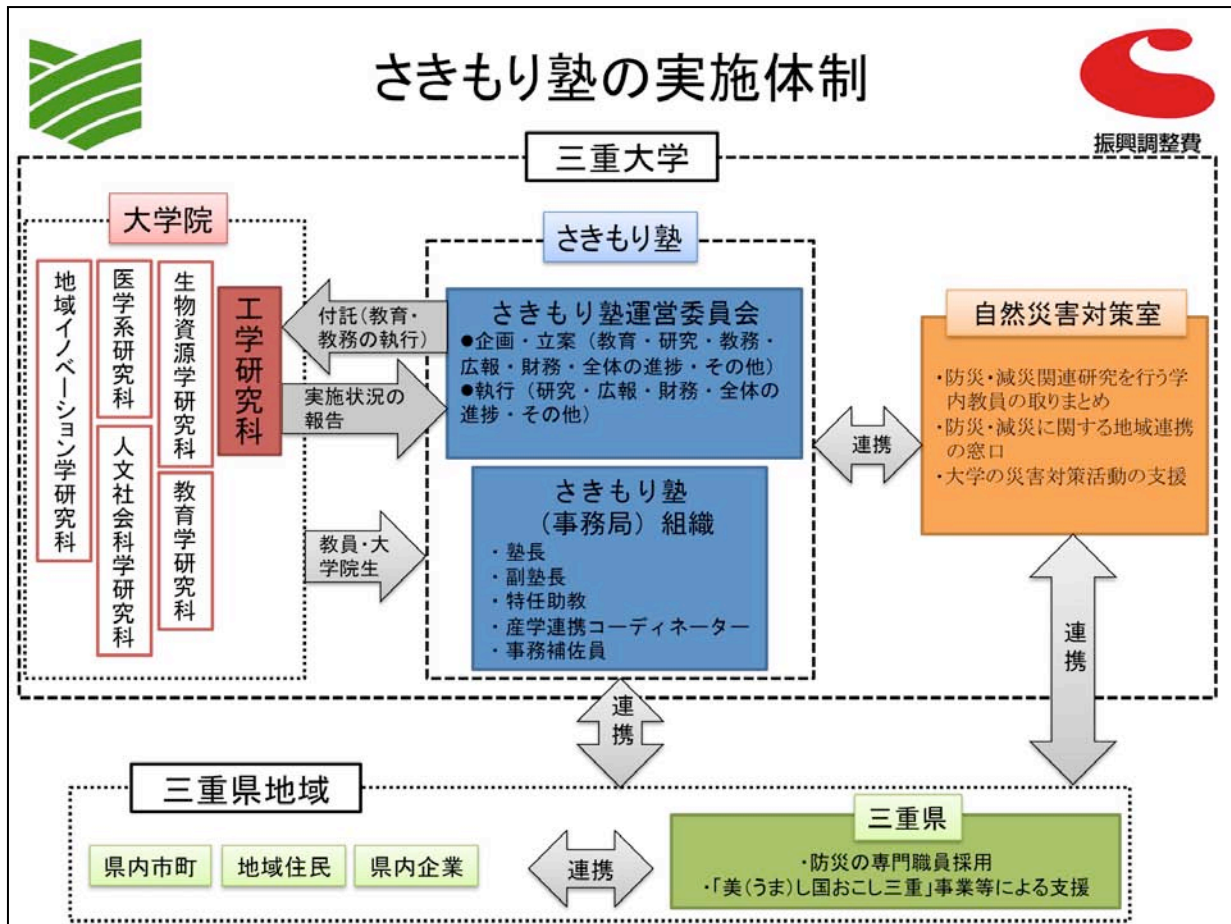 さきもり塾の実施体制
振興調整費
三重大学
大学院
地域イノベーション学研究科
医学系研究科
人文社会科学研究科
生物資源学研究科
教育学研究科
工学研究科
付託(教育・
教務の執行)
実施状況の
報告
教員・大
学院生
さきもり塾
さきもり塾運営委員会
●企画・立案（教育・研究・教務・
広報・財務・全体の進捗・その他）
●執行（研究・広報・財務・全体の
進捗・その他）
さきもり塾
（事務局）組織
・塾長
・副塾長
・特任助教
・産学連携コーディネーター
・事務補佐員
連携
自然災害対策室
・防災・減災関連研究を行う学
内教員の取りまとめ
・防災・減災に関する地域連携
の窓口
・大学の災害対策活動の支援
連携
連携
三重県地域
県内市町
地域住民
県内企業
連携
三重県
・防災の専門職員採用
・「美(うま)し国おこし三重」事業等による支援